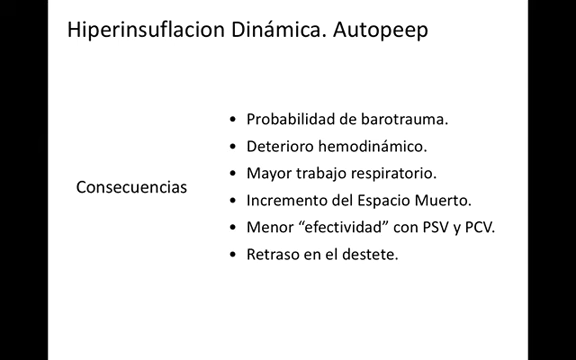 Hiperinsuflacion Dinámica. Autopeep
Consecuencias
• Probabilidad de barotrauma.
• Deterioro hemodinámico.
• Mayor trabajo respiratorio.
• Incremento del Espacio Muerto.
• Menor “efectividad” con PSV y PCV.
• Retraso en el destete.